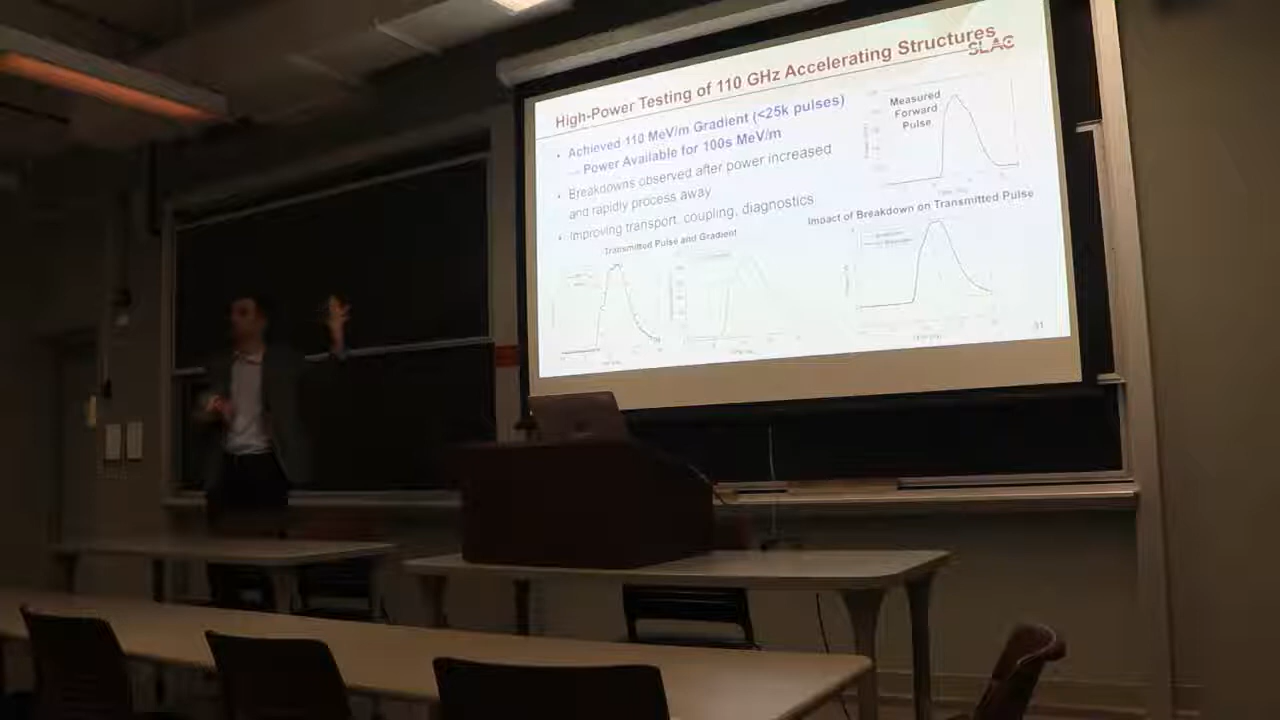 High-Power Testing of 110 GHz Accelerating Structures
SLAC
• Achieved 110 MeV/m Gradient (<25k pulses)
Power Available for 100s MeV/m
• Breakdowns observed after power increased
and rapidly process away
• Improving transport, coupling, diagnostics
Measured
Forward
Pulse
Transmitted Pulse and Gradient
Impact of Breakdown on Transmitted Pulse